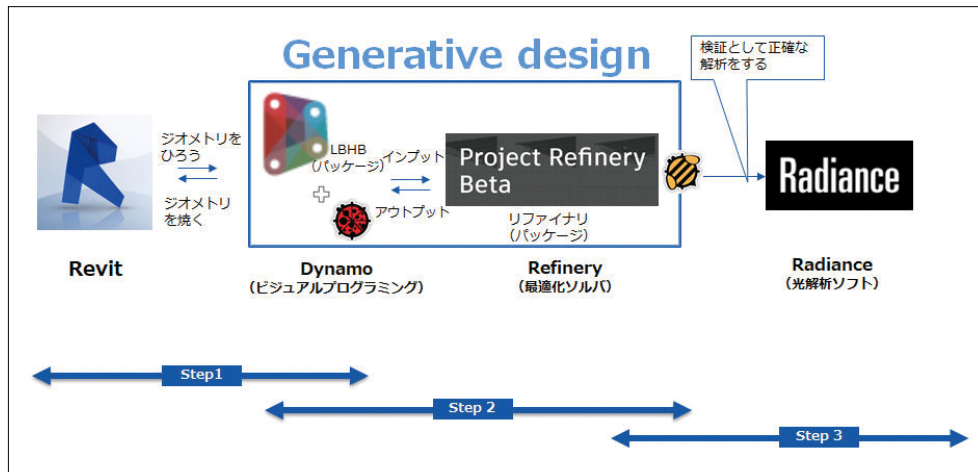 Generative design
検証として正確な
解析をする
ジオメトリを
ひろう
ジオメトリ
を焼く
Revit
LBHB
(パッケージ)
インプット
アウトプット
Dynamo
(ビジュアルプログラミング)
Project Refinery
Beta
リファイナリ
(パッケージ)
Refinery
(最適化ソルバ)
Radiance
Radiance
(光解析ソフト)
Step1
Step 2
Step 3